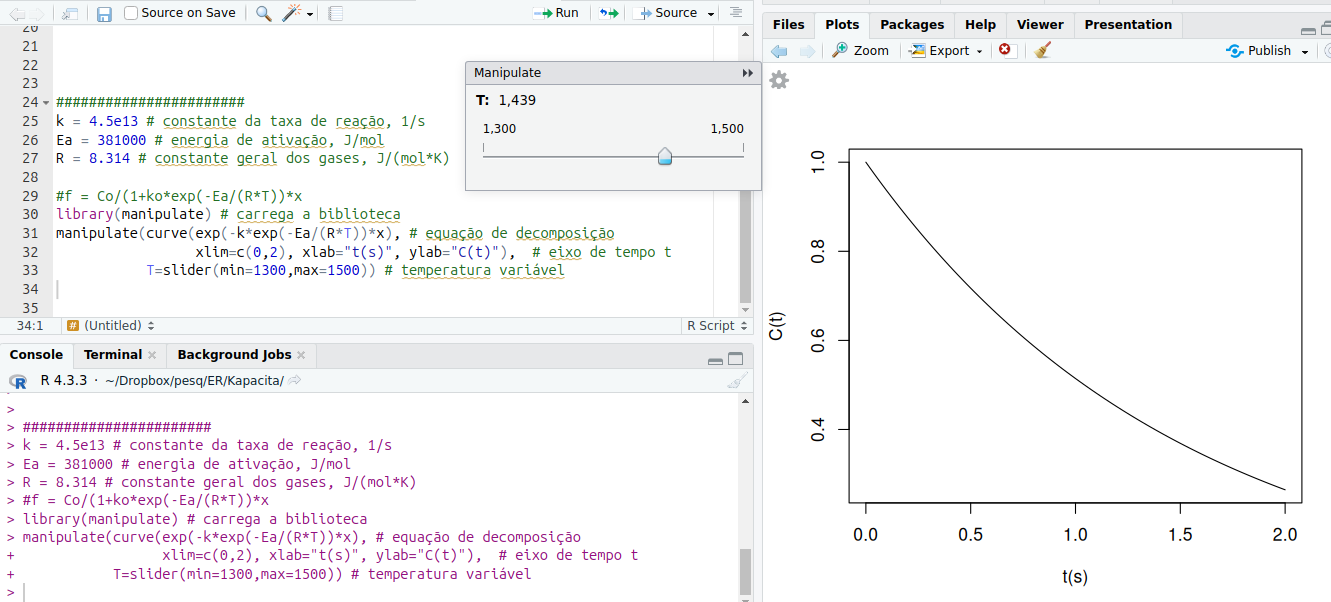 Source on Save
Run
Source
20
21
22
23
24 #######################
25 k = 4.5e13 # constante da taxa de reação, 1/s
26 Ea = 381000 # energia de ativação, J/mol
27 R = 8.314 # constante geral dos gases, J/(mol*K)
28
29 #f = Co/(1+ko*exp(-Ea/(R*T))*x
30 library(manipulate) # carrega a biblioteca
31 manipulate(curve(exp(-k*exp(-Ea/(R*T))*x), # equação de decomposição
32 xlim=c(0,2), xlab="t(s)", ylab="C(t)"), # eixo de tempo t
33 T=slider(min=1300,max=1500)) # temperatura variável
34
35
34:1 # (Untitled) R Script
Manipulate
T: 1,439
1,300 1,500
Console Terminal Background Jobs
R R 4.3.3 · ~/Dropbox/pesq/ER/Kapacita/
>
> #######################
> k = 4.5e13 # constante da taxa de reação, 1/s
> Ea = 381000 # energia de ativação, J/mol
> R = 8.314 # constante geral dos gases, J/(mol*K)
> #f = Co/(1+ko*exp(-Ea/(R*T))*x
> library(manipulate) # carrega a biblioteca
> manipulate(curve(exp(-k*exp(-Ea/(R*T))*x), # equação de decomposição
+ xlim=c(0,2), xlab="t(s)", ylab="C(t)"), # eixo de tempo t
+ T=slider(min=1300,max=1500)) # temperatura variável
>
Files Plots Packages Help Viewer Presentation
Zoom Export Publish
C(t)
1.0
0.8
0.6
0.4
0.0 0.5 1.0 1.5 2.0
t(s)